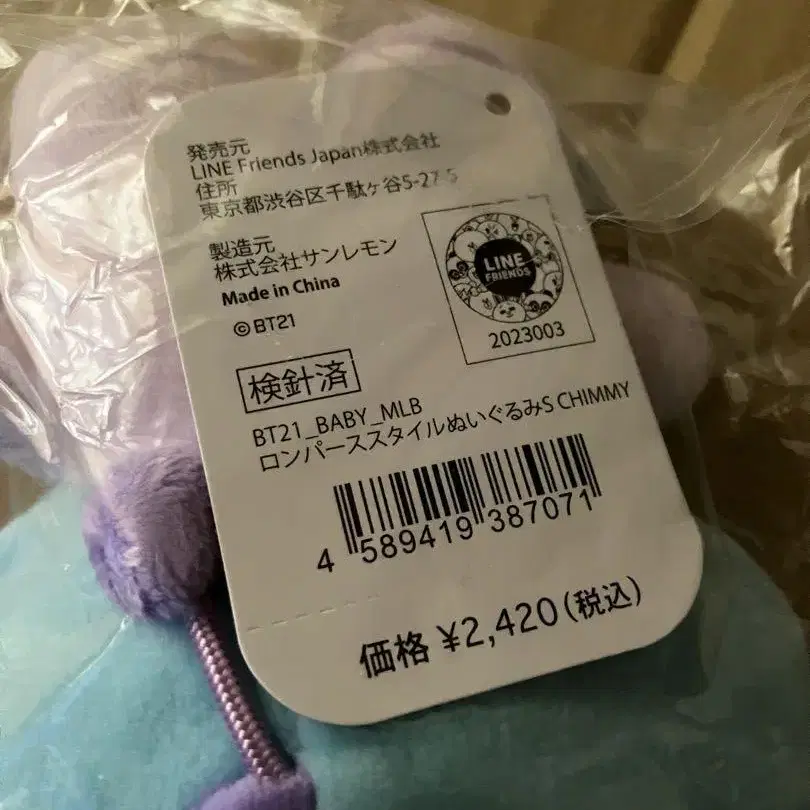 発売元
LINE Friends Japan株式会社
住所
東京都渋谷区千駄ヶ谷5-27-5
製造元
株式会社サンレモン
Made in China
©BT21
LINE
FRIENDS
2023003
検針済
BT21_BABY_MLB
ロンパーススタイルぬいぐるみS CHIMMY
4 589419 387071
価格 ¥2,420(税込)